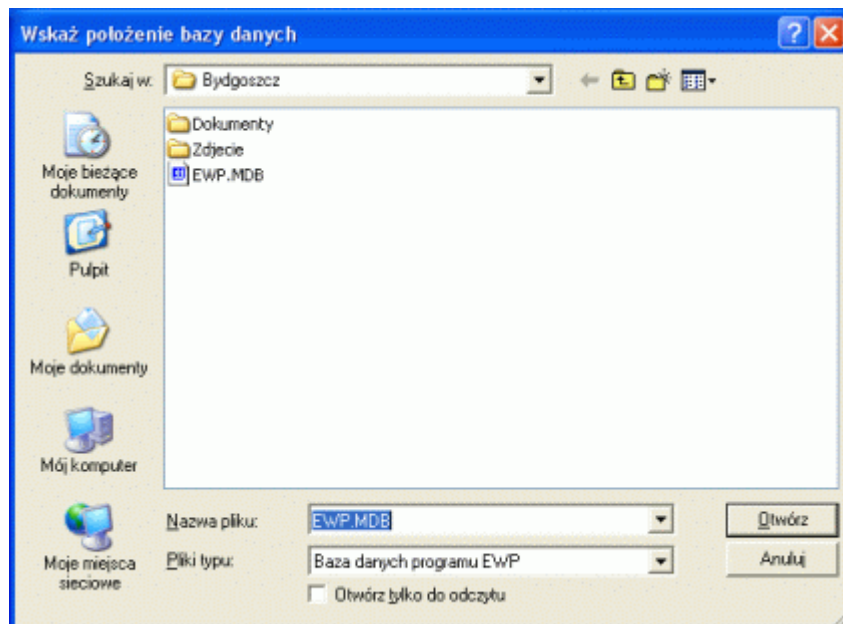 Wskaż położenie bazy danych
Szukaj w:
Bydgoszcz
Dokumenty
Zdjecie
EWP.MDB
Moje bieżące
dokumenty
Pulpit
Moje dokumenty
Mój komputer
Moje miejsca
sieciowe
Nazwa pliku:
EWP.MDB
Otwórz
Pliki typu:
Baza danych programu EWP
Anuluj
Otwórz tylko do odczytu